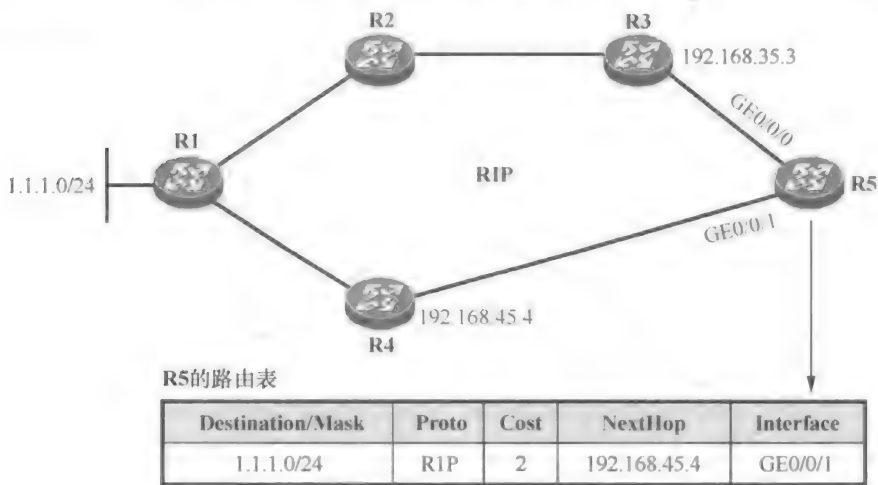 R2
R3
192.168.35.3
GE0/0/0
R1
1.1.1.0/24
RIP
R5
GE0/0/1
192.168.45.4
R4
R5的路由表
Destination/Mask Proto Cost NextHop Interface
1.1.1.0/24 RIP 2 192.168.45.4 GE0/0/1